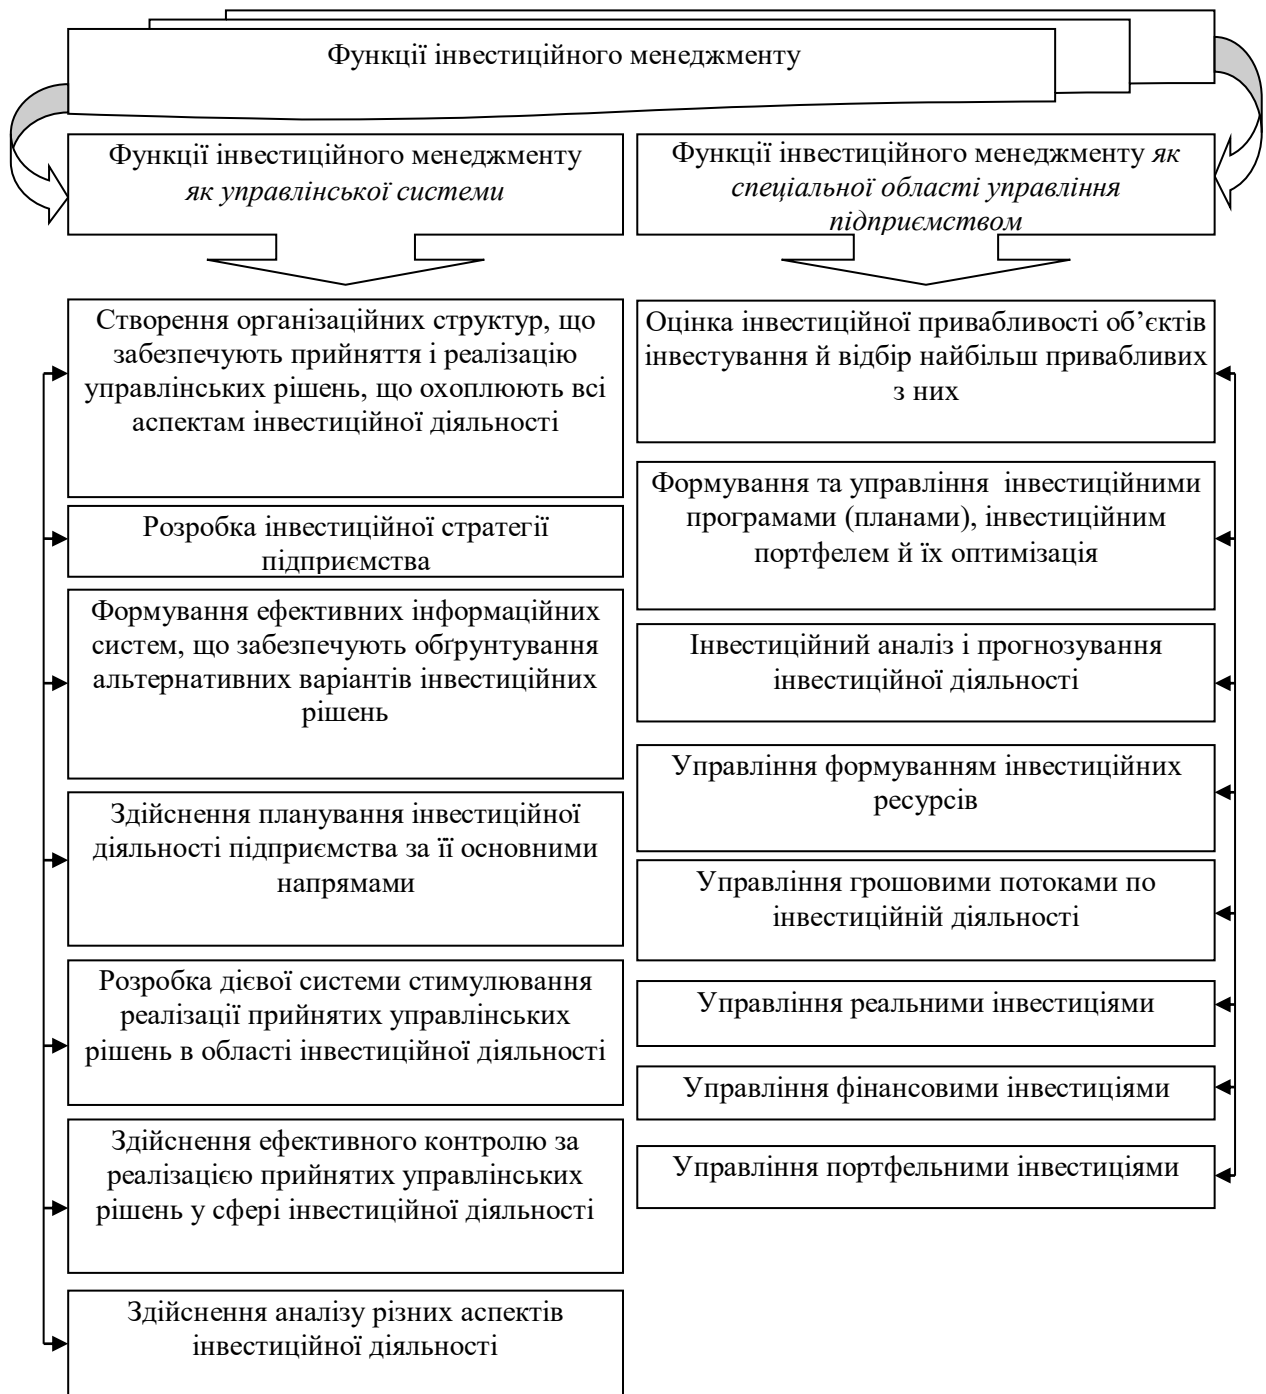 Функції інвестиційного менеджменту
Функції інвестиційного менеджменту
як управлінської системи
Функції інвестиційного менеджменту як
спеціальної області управління
підприємством
Створення організаційних структур, що
забезпечують прийняття і реалізацію
управлінських рішень, що охоплюють всі
аспектам інвестиційної діяльності
Розробка інвестиційної стратегії
підприємства
Формування ефективних інформаційних
систем, що забезпечують обґрунтування
альтернативних варіантів інвестиційних
рішень
Здійснення планування інвестиційної
діяльності підприємства за її основними
напрямами
Розробка дієвої системи стимулювання
реалізації прийнятих управлінських
рішень в області інвестиційної діяльності
Здійснення ефективного контролю за
реалізацією прийнятих управлінських
рішень у сфері інвестиційної діяльності
Здійснення аналізу різних аспектів
інвестиційної діяльності
Оцінка інвестиційної привабливості об’єктів
інвестування й відбір найбільш привабливих
з них
Формування та управління інвестиційними
програмами (планами), інвестиційним
портфелем й їх оптимізація
Інвестиційний аналіз і прогнозування
інвестиційної діяльності
Управління формуванням інвестиційних
ресурсів
Управління грошовими потоками по
інвестиційній діяльності
Управління реальними інвестиціями
Управління фінансовими інвестиціями
Управління портфельними інвестиціями